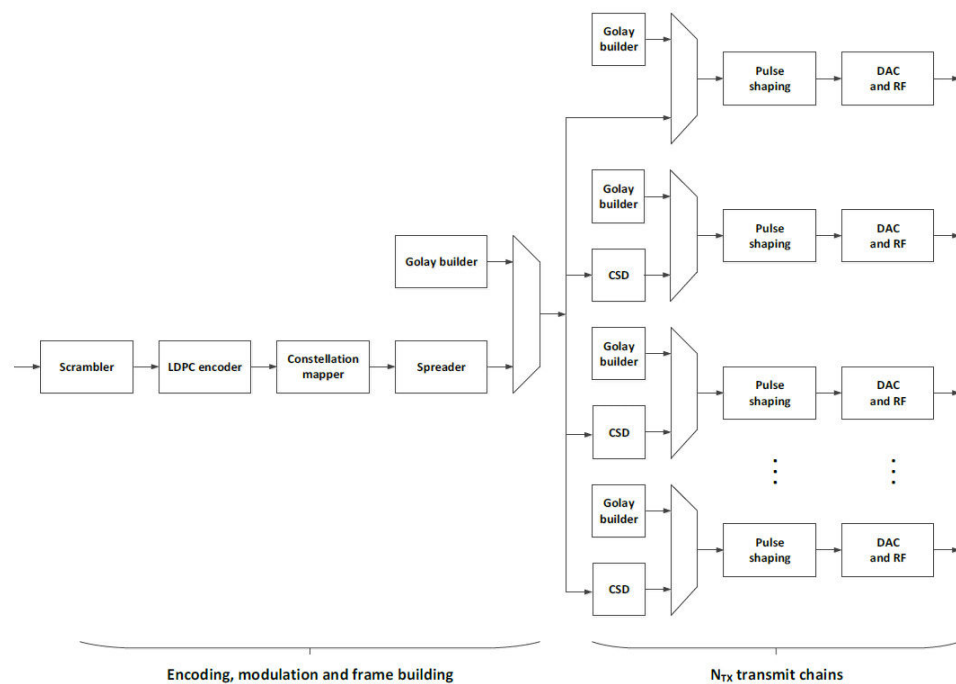 Golay
builder
Pulse
shaping
DAC
and RF
Golay
builder
Pulse
shaping
DAC
and RF
Golay builder
CSD
Golay
builder
Scrambler
LDPC encoder
Constellation
mapper
Spreader
Pulse
shaping
DAC
and RF
CSD
Golay
builder
Pulse
shaping
DAC
and RF
CSD
Encoding, modulation and frame building
NTX transmit chains